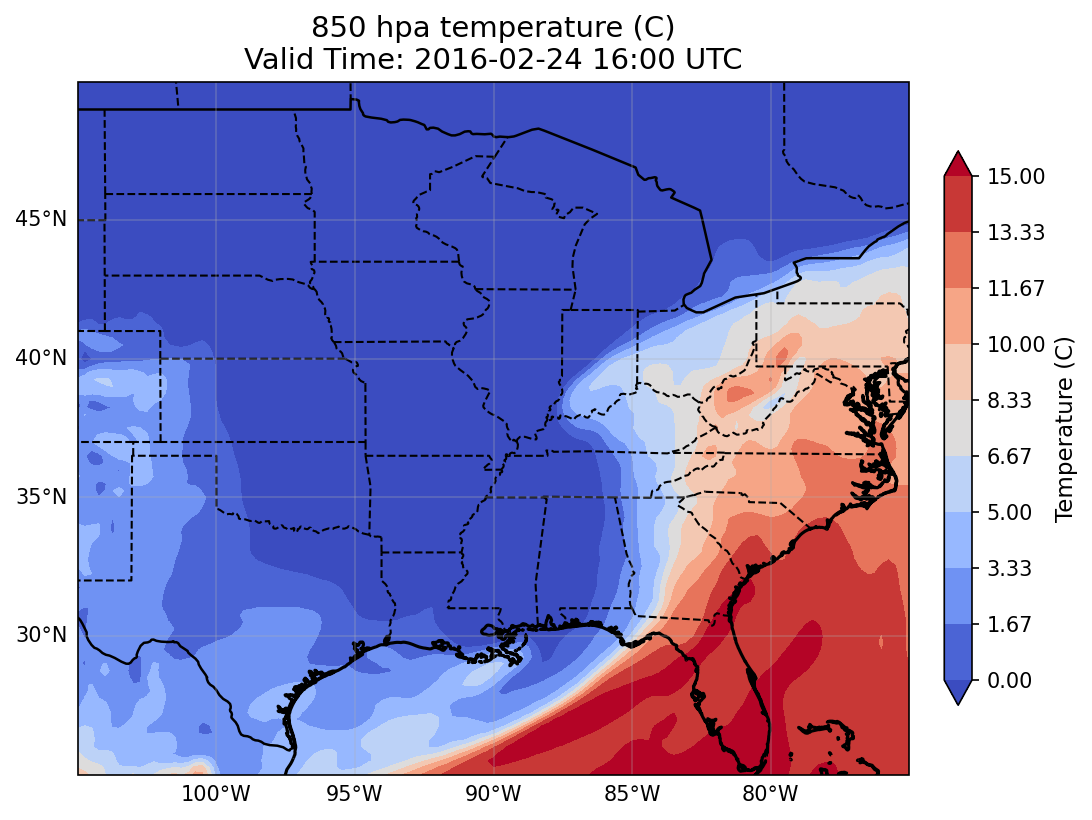 850 hpa temperature (C)
Valid Time: 2016-02-24 16:00 UTC
45°N
40°N
35°N
30°N
100°W
95°W
90°W
85°W
80°W
15.00
13.33
11.67
10.00
8.33
6.67
5.00
3.33
1.67
0.00
Temperature (C)